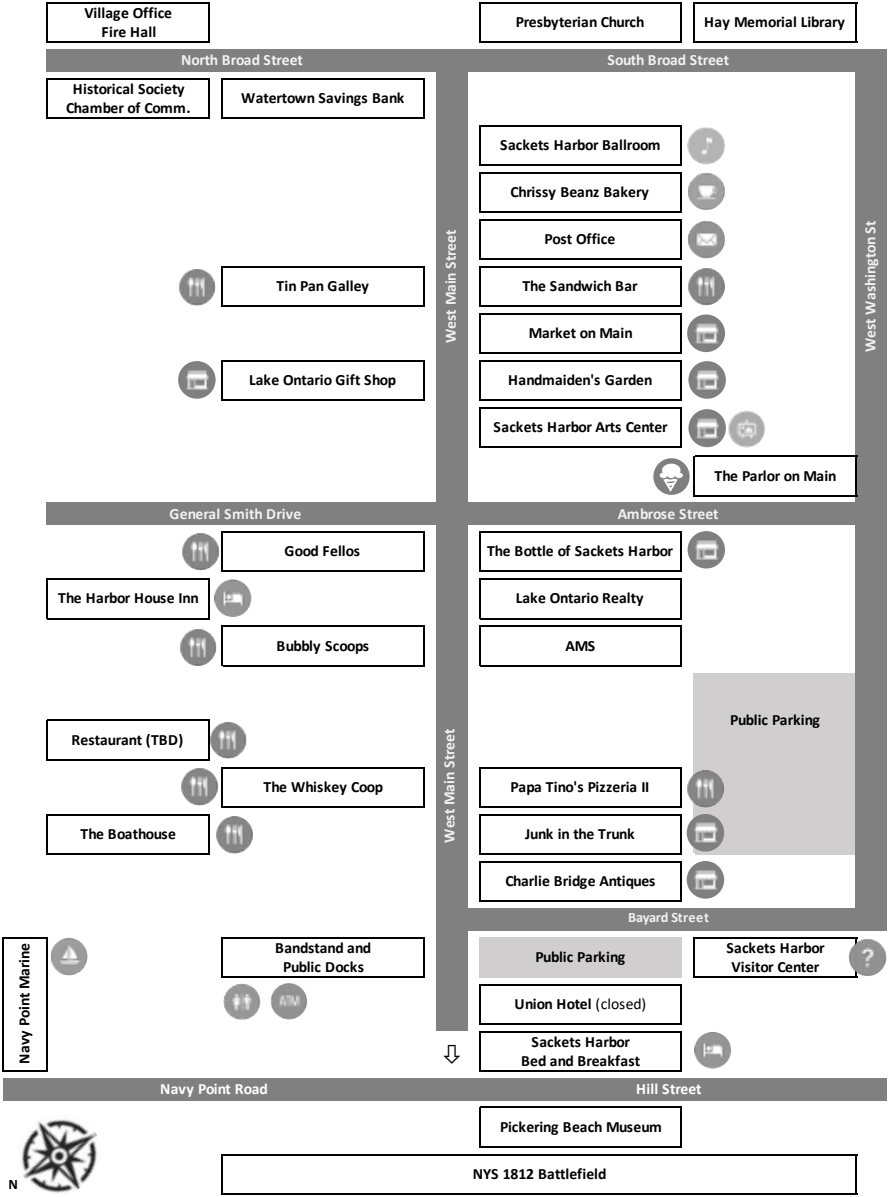 Village Office
Fire Hall
Presbyterian Church
Hay Memorial Library
North Broad Street
South Broad Street
Historical Society
Chamber of Comm.
Watertown Savings Bank
Sackets Harbor Ballroom
Chrissy Beanz Bakery
Post Office
West Main Street
West Washington St
Tin Pan Galley
The Sandwich Bar
Market on Main
Lake Ontario Gift Shop
Handmaiden's Garden
Sackets Harbor Arts Center
The Parlor on Main
General Smith Drive
Ambrose Street
Good Fellos
The Bottle of Sackets Harbor
The Harbor House Inn
Lake Ontario Realty
Bubbly Scoops
AMS
Public Parking
Restaurant (TBD)
West Main Street
The Whiskey Coop
Papa Tino's Pizzeria II
The Boathouse
Junk in the Trunk
Charlie Bridge Antiques
Bayard Street
Navy Point Marine
Bandstand and
Public Docks
Public Parking
Sackets Harbor
Visitor Center
?
ATM
Union Hotel (closed)
Sackets Harbor
Bed and Breakfast
Navy Point Road
Hill Street
Pickering Beach Museum
N
NYS 1812 Battlefield